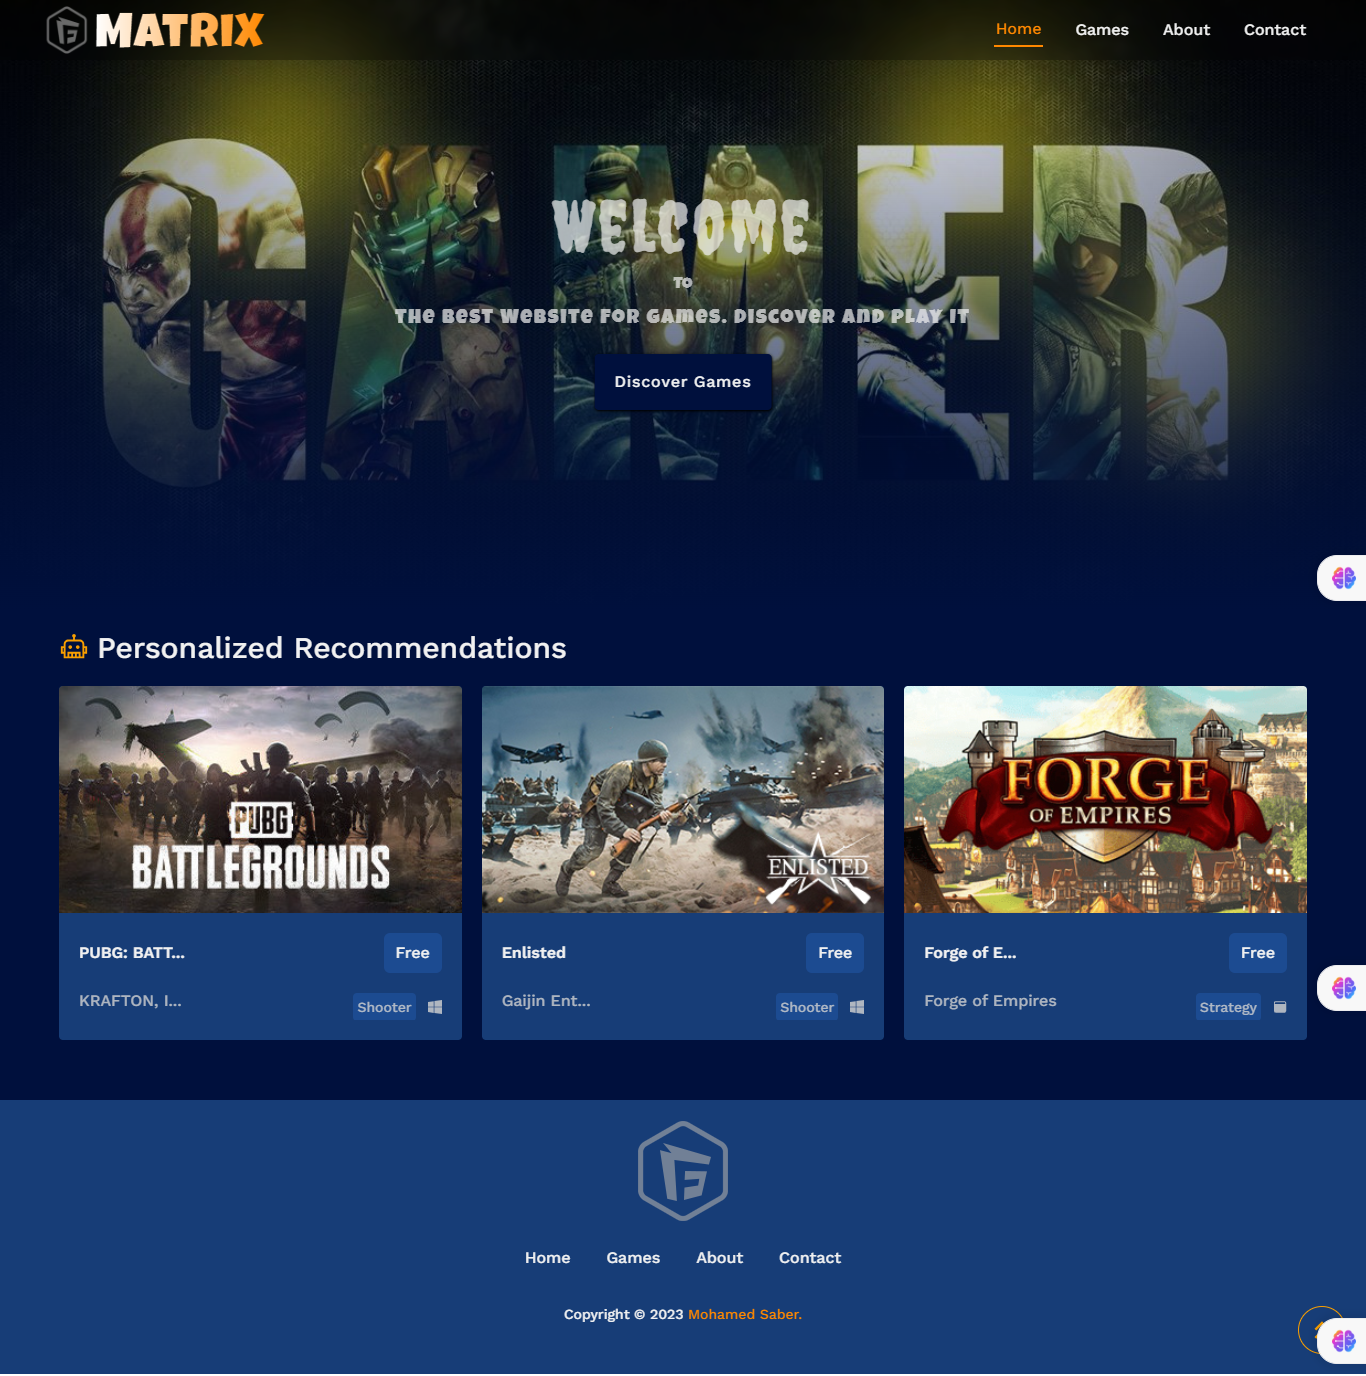 MATRIX
Home Games About Contact
GAMER
WELCOME
TO
THE BEST WEBSITE FOR GAMES. DISCOVER AND PLAY IT
Discover Games
Personalized Recommendations
PUBG
BATTLEGROUNDS
ENLISTED
FORGE
OF EMPIRES
PUBG: BATT... Free
KRAFTON, I... Shooter
Enlisted Free
Gaijin Ent... Shooter
Forge of E... Free
Forge of Empires Strategy
Home Games About Contact
Copyright © 2023 Mohamed Saber.